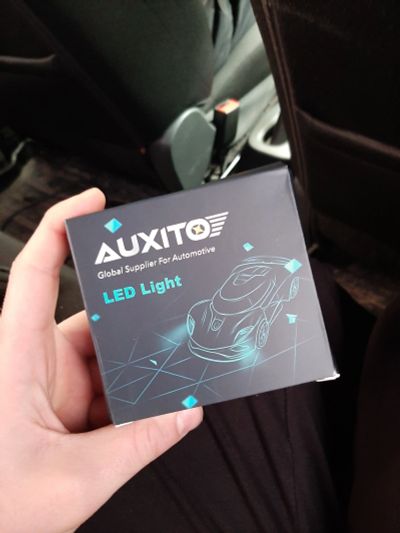 AUXITO
Global Supplier For Automotive
LED Light